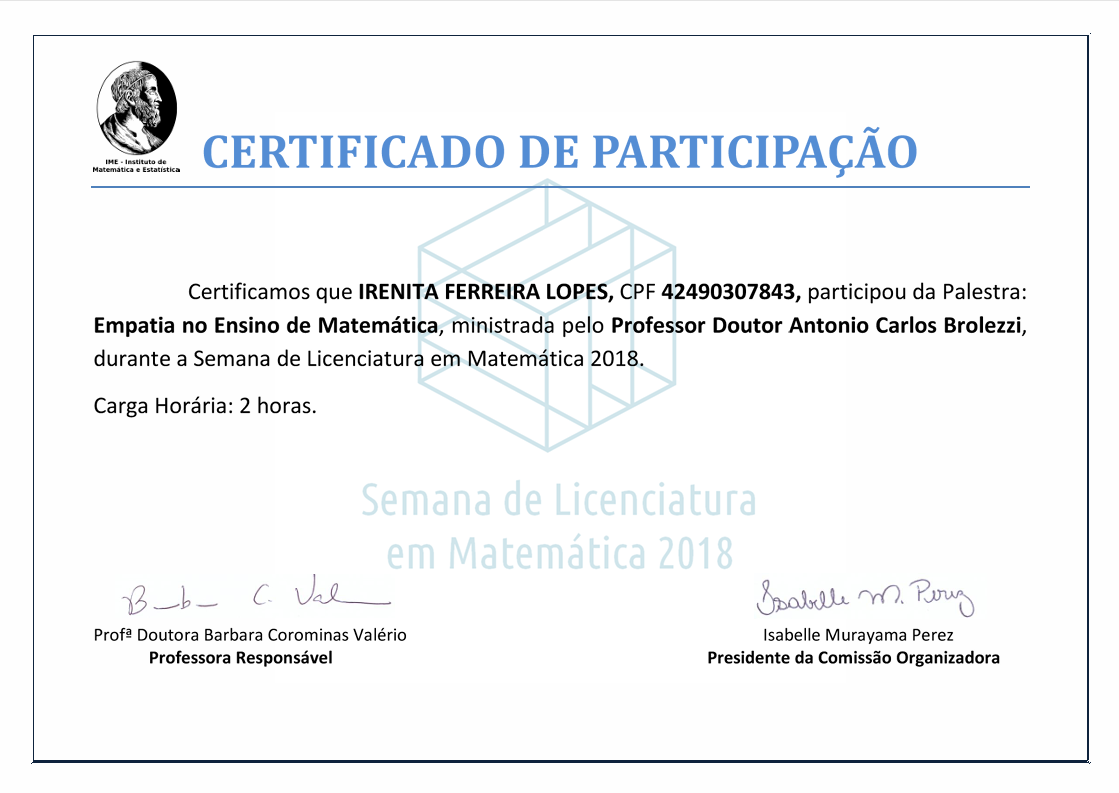 IME - Instituto de
Matemática e Estatística
CERTIFICADO DE PARTICIPAÇÃO
Certificamos que IRENITA FERREIRA LOPES, CPF 42490307843, participou da Palestra:
Empatia no Ensino de Matemática, ministrada pelo Professor Doutor Antonio Carlos Brolezzi,
durante a Semana de Licenciatura em Matemática 2018.
Carga Horária: 2 horas.
Semana de Licenciatura
em Matemática 2018
Barbara C. Val
Isabelle M. Perez
Profª Doutora Barbara Corominas Valério
Isabelle Murayama Perez
Professora Responsável
Presidente da Comissão Organizadora